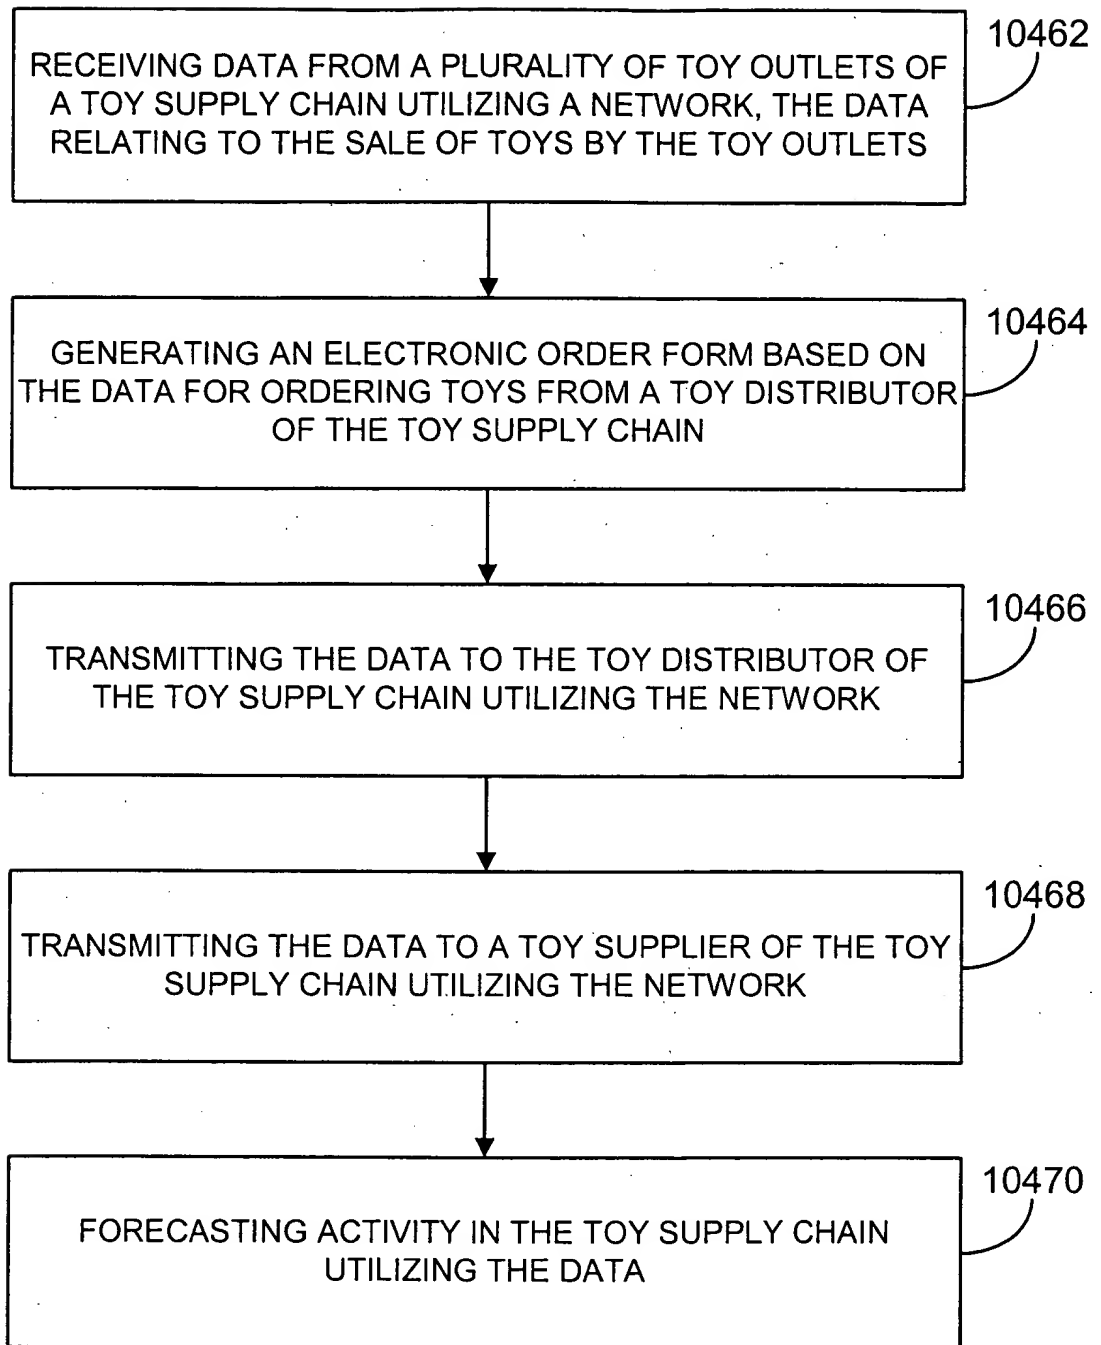 10462
RECEIVING DATA FROM A PLURALITY OF TOY OUTLETS OF
A TOY SUPPLY CHAIN UTILIZING A NETWORK, THE DATA
RELATING TO THE SALE OF TOYS BY THE TOY OUTLETS
10464
GENERATING AN ELECTRONIC ORDER FORM BASED ON
THE DATA FOR ORDERING TOYS FROM A TOY DISTRIBUTOR
OF THE TOY SUPPLY CHAIN
10466
TRANSMITTING THE DATA TO THE TOY DISTRIBUTOR OF
THE TOY SUPPLY CHAIN UTILIZING THE NETWORK
10468
TRANSMITTING THE DATA TO A TOY SUPPLIER OF THE TOY
SUPPLY CHAIN UTILIZING THE NETWORK
10470
FORECASTING ACTIVITY IN THE TOY SUPPLY CHAIN
UTILIZING THE DATA